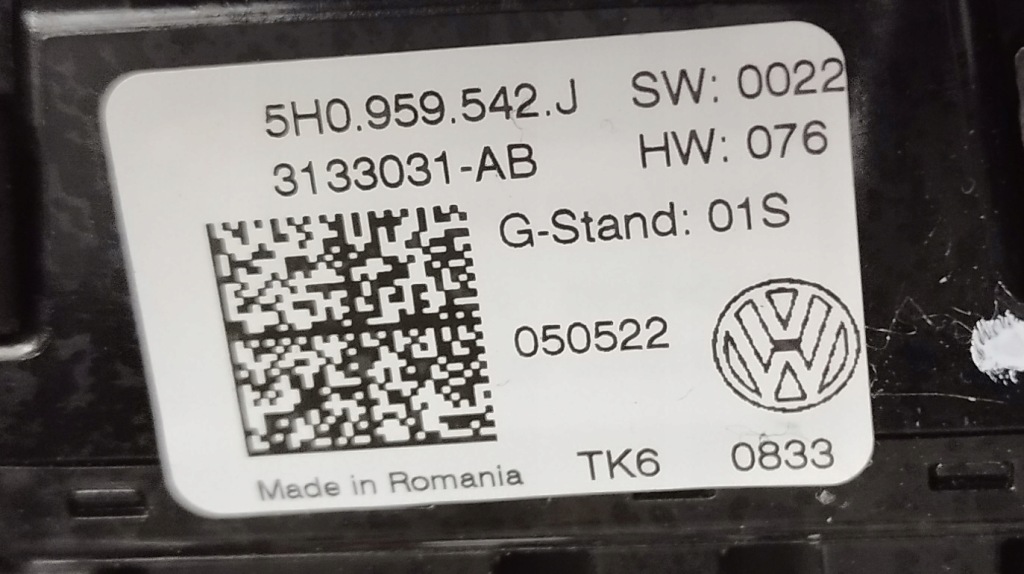 5H0.959.542.J SW: 0022
3133031-AB HW: 076
G-Stand: 01S
050522
Made in Romania TK6 0833